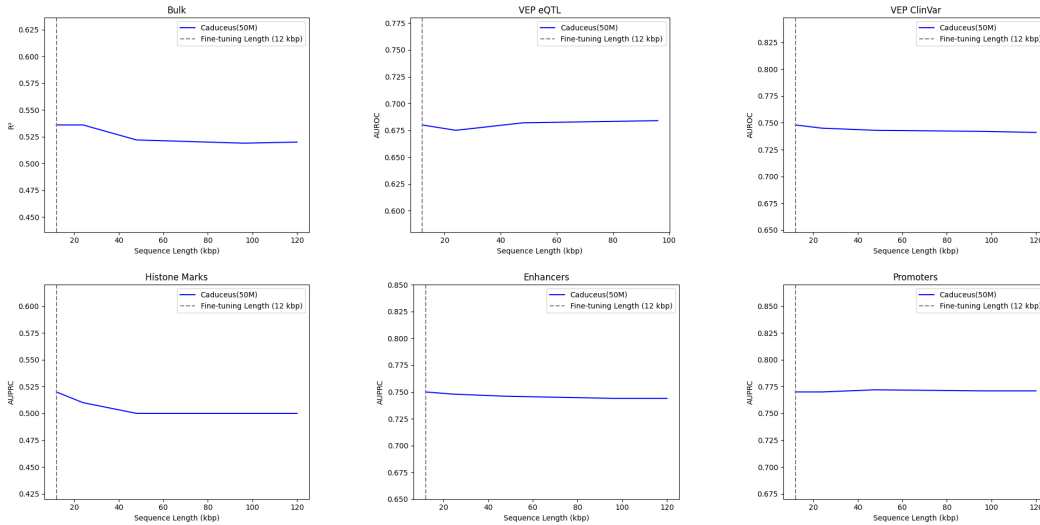 Bulk
0.625
0.600
0.575
0.550
0.525
0.500
0.475
0.450
R²
Caduceus(50M)
Fine-tuning Length (12 kbp)
20 40 60 80 100 120
Sequence Length (kbp)
VEP eQTL
0.775
0.750
0.725
0.700
0.675
0.650
0.625
0.600
AUROC
Caduceus(50M)
Fine-tuning Length (12 kbp)
20 40 60 80 100
Sequence Length (kbp)
VEP ClinVar
0.825
0.800
0.775
0.750
0.725
0.700
0.675
0.650
AUROC
Caduceus(50M)
Fine-tuning Length (12 kbp)
20 40 60 80 100 120
Sequence Length (kbp)
Histone Marks
0.600
0.575
0.550
0.525
0.500
0.475
0.450
0.425
AUPRC
Caduceus(50M)
Fine-tuning Length (12 kbp)
20 40 60 80 100 120
Sequence Length (kbp)
Enhancers
0.850
0.825
0.800
0.775
0.750
0.725
0.700
0.675
0.650
AUPRC
Caduceus(50M)
Fine-tuning Length (12 kbp)
20 40 60 80 100 120
Sequence Length (kbp)
Promoters
0.850
0.825
0.800
0.775
0.750
0.725
0.700
0.675
AUPRC
Caduceus(50M)
Fine-tuning Length (12 kbp)
20 40 60 80 100 120
Sequence Length (kbp)